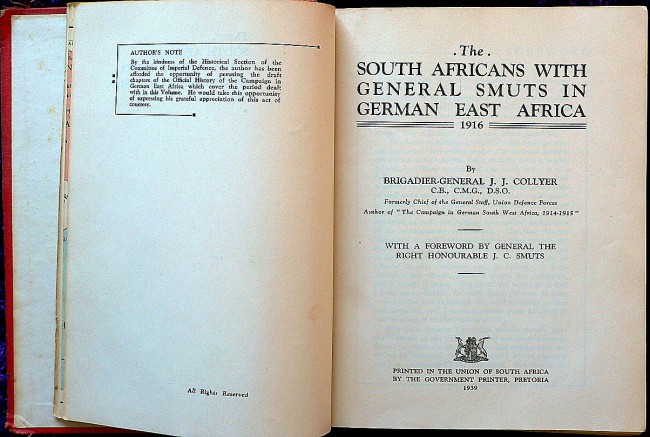 AUTHOR'S NOTE
By the kindness of the Historical Section of the
Committee of Imperial Defence, the author has been
afforded the opportunity of perusing the draft
chapters of the Official History of the Campaign in
German East Africa which cover the period dealt
with in this Volume. He would take this opportunity
of expressing his grateful appreciation of this act of
courtesy.
All Rights Reserved
. The .
SOUTH AFRICANS WITH
GENERAL SMUTS IN
GERMAN EAST AFRICA
1916
By
BRIGADIER-GENERAL J. J. COLLYER
C.B., C.M.G., D.S.O.
Formerly Chief of the General Staff, Union Defence Forces
Author of "The Campaign in German South West Africa, 1914-1915"
WITH A FOREWORD BY GENERAL THE
RIGHT HONOURABLE J. C. SMUTS
PRINTED IN THE UNION OF SOUTH AFRICA
BY THE GOVERNMENT PRINTER, PRETORIA
1939